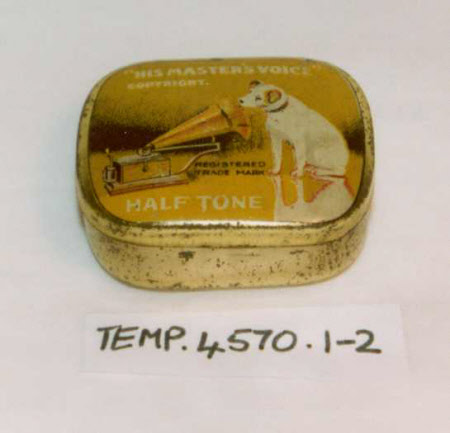 "HIS MASTER'S VOICE"
COPYRIGHT.
REGISTERED
TRADE MARK
HALF TONE
TEMP. 4570.1-2